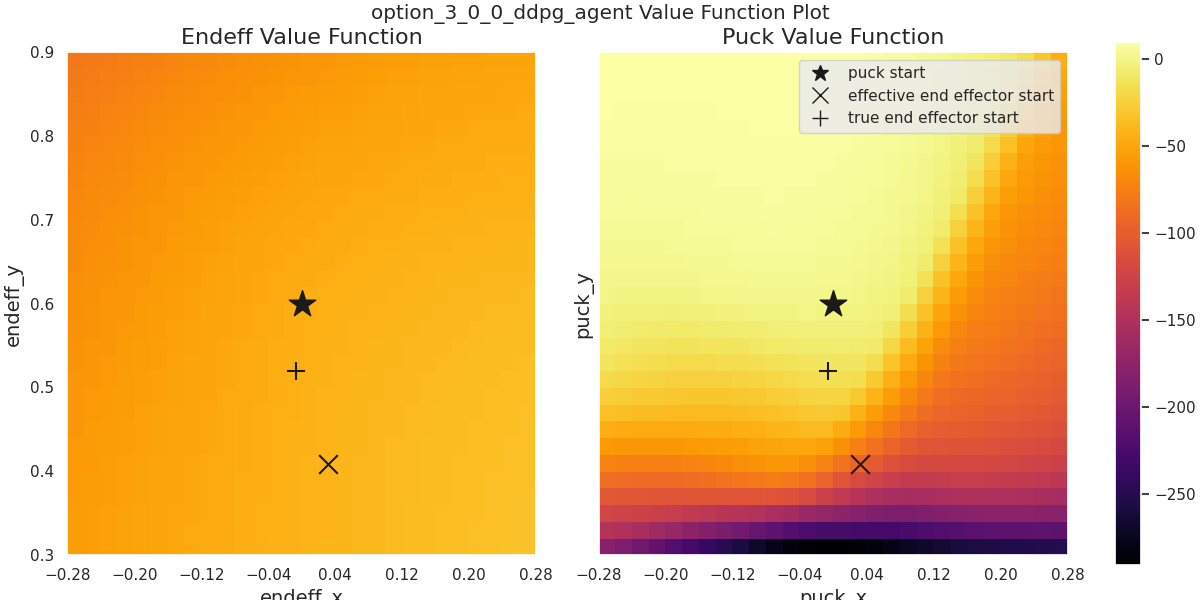 option_3_0_0_ddpg_agent Value Function Plot
Endeff Value Function
Puck Value Function
0.9
0.8
0.7
0.6
0.5
0.4
0.3
endeff_y
−0.28 −0.20 −0.12 −0.04 0.04 0.12 0.20 0.28
endeff_x
puck start
effective end effector start
true end effector start
puck_y
−0.28 −0.20 −0.12 −0.04 0.04 0.12 0.20 0.28
puck_x
0
−50
−100
−150
−200
−250